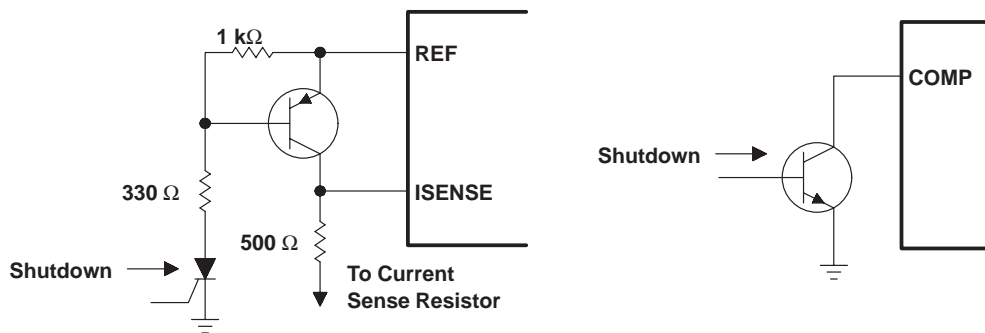 1 kΩ
REF
330 Ω
ISENSE
500 Ω
Shutdown
To Current
Sense Resistor
COMP
Shutdown